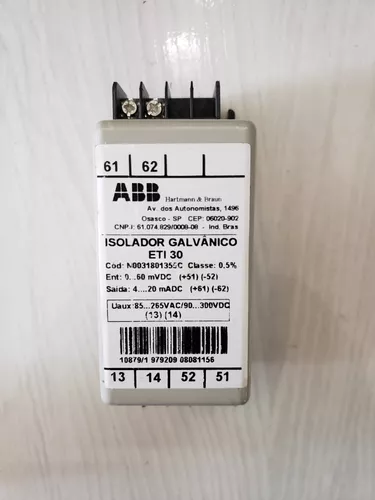 61 62
ABB Hartmann & Braun
Av. dos Autonomistas, 1496
Osasco - SP CEP: 06020-902
CNPJ: 61.074.829/0008-08 - Ind. Bras
ISOLADOR GALVÂNICO
ETI 30
Cód: Classe: 0,5%
Ent: 0...60 mVDC (+51) (-52)
Saída: 4....20 mADC (+61) (-62)
Uaux:85...265VAC/90...300VDC
(13) (14)
10879/1 979209 08081156
13 14 52 51